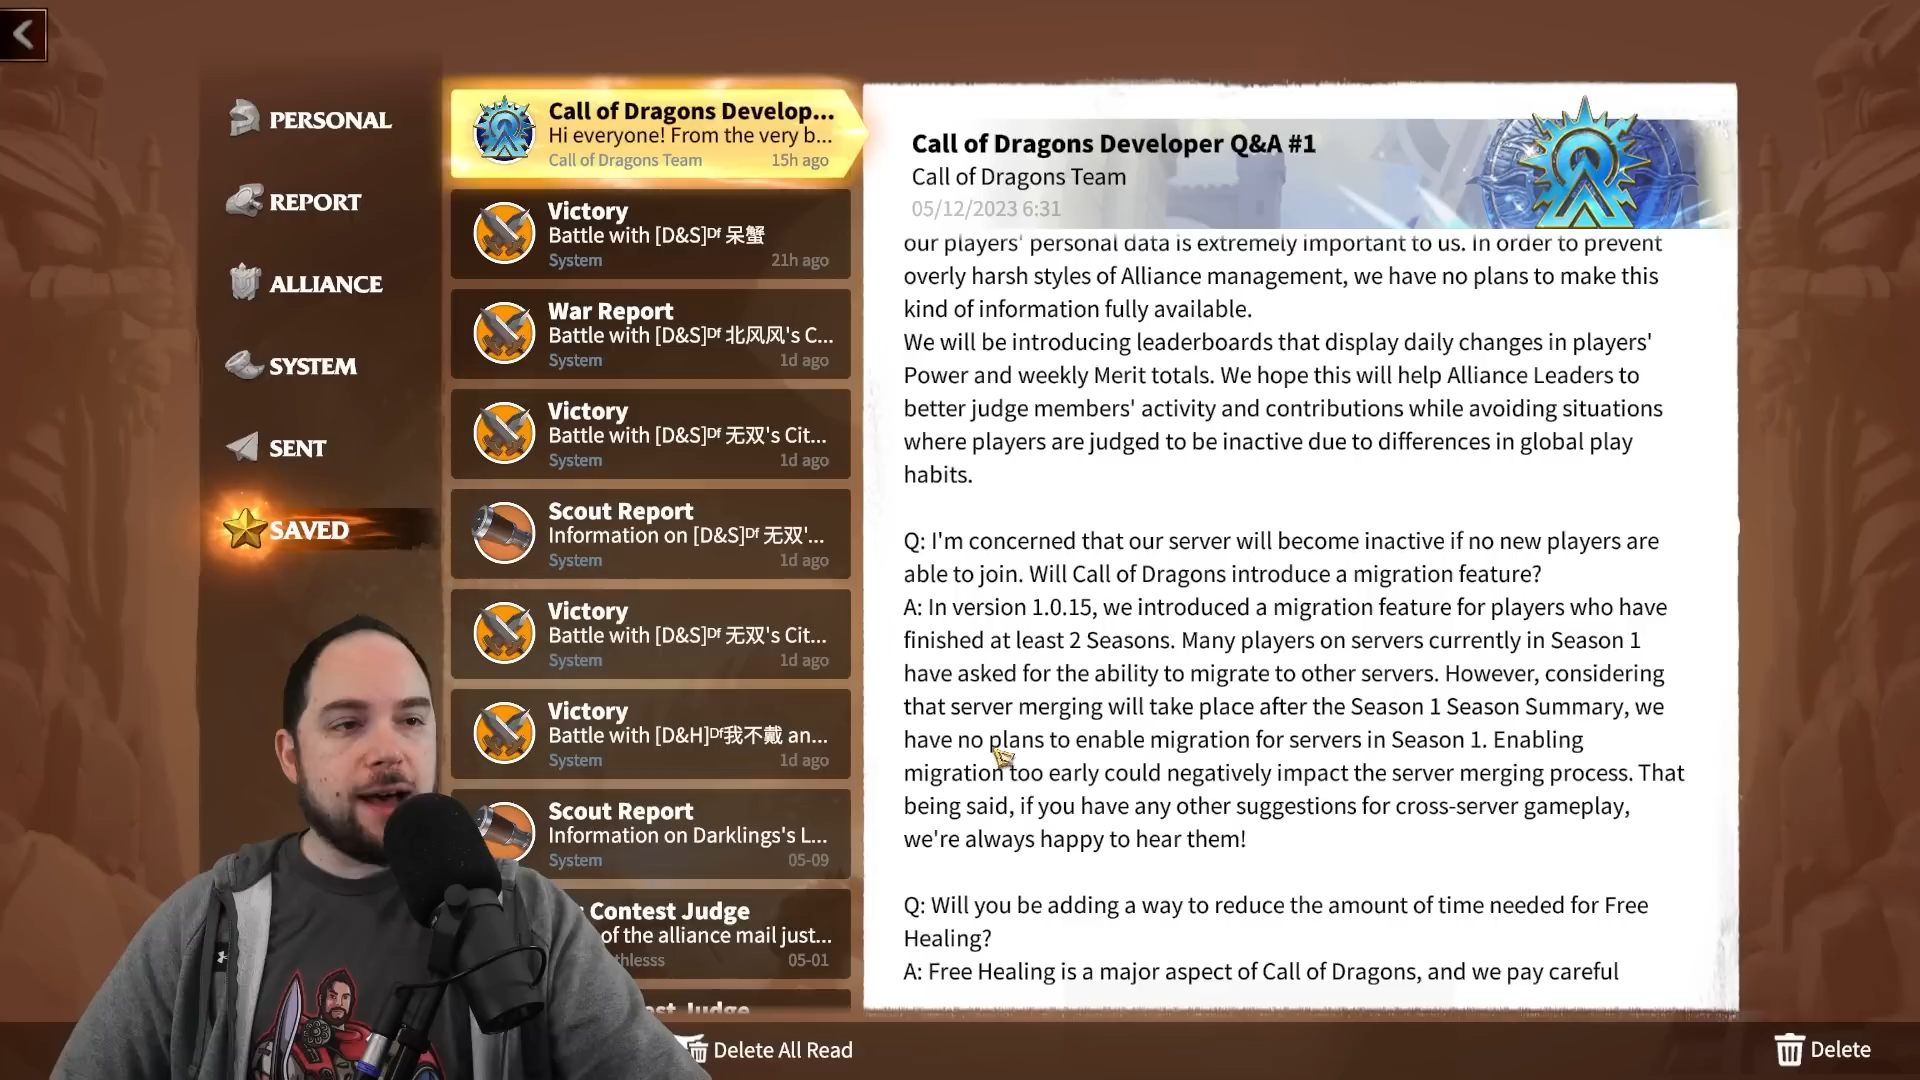 PERSONAL
REPORT
ALLIANCE
SYSTEM
SENT
SAVED
Call of Dragons Develop...
Hi everyone! From the very b...
Call of Dragons Team 15h ago
Victory
Battle with [D&S]Df 呆蟹
System 21h ago
War Report
Battle with [D&S]Df 北风风's C...
System 1d ago
Victory
Battle with [D&S]Df 无双's Cit...
System 1d ago
Scout Report
Information on [D&S]Df 无双'...
System 1d ago
Victory
Battle with [D&S]Df 无双's Cit...
System 1d ago
Victory
Battle with [D&H]Df我不戴 an...
System 1d ago
Scout Report
Information on Darklings's L...
System 05-09
Contest Judge
of the alliance mail just...
thlesss 05-01
est Judge
Delete All Read
Call of Dragons Developer Q&A #1
Call of Dragons Team
05/12/2023 6:31
our players' personal data is extremely important to us. In order to prevent
overly harsh styles of Alliance management, we have no plans to make this
kind of information fully available.
We will be introducing leaderboards that display daily changes in players'
Power and weekly Merit totals. We hope this will help Alliance Leaders to
better judge members' activity and contributions while avoiding situations
where players are judged to be inactive due to differences in global play
habits.
Q: I'm concerned that our server will become inactive if no new players are
able to join. Will Call of Dragons introduce a migration feature?
A: In version 1.0.15, we introduced a migration feature for players who have
finished at least 2 Seasons. Many players on servers currently in Season 1
have asked for the ability to migrate to other servers. However, considering
that server merging will take place after the Season 1 Season Summary, we
have no plans to enable migration for servers in Season 1. Enabling
migration too early could negatively impact the server merging process. That
being said, if you have any other suggestions for cross-server gameplay,
we're always happy to hear them!
Q: Will you be adding a way to reduce the amount of time needed for Free
Healing?
A: Free Healing is a major aspect of Call of Dragons, and we pay careful
Delete